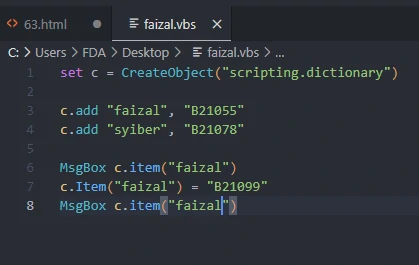 <> 63.html ● faizal.vbs ×
C: > Users > FDA > Desktop > faizal.vbs > ...
1 set c = CreateObject("scripting.dictionary")
2
3 c.add "faizal", "B21055"
4 c.add "syiber", "B21078"
5
6 MsgBox c.item("faizal")
7 c.Item("faizal") = "B21099"
8 MsgBox c.item("faizal")